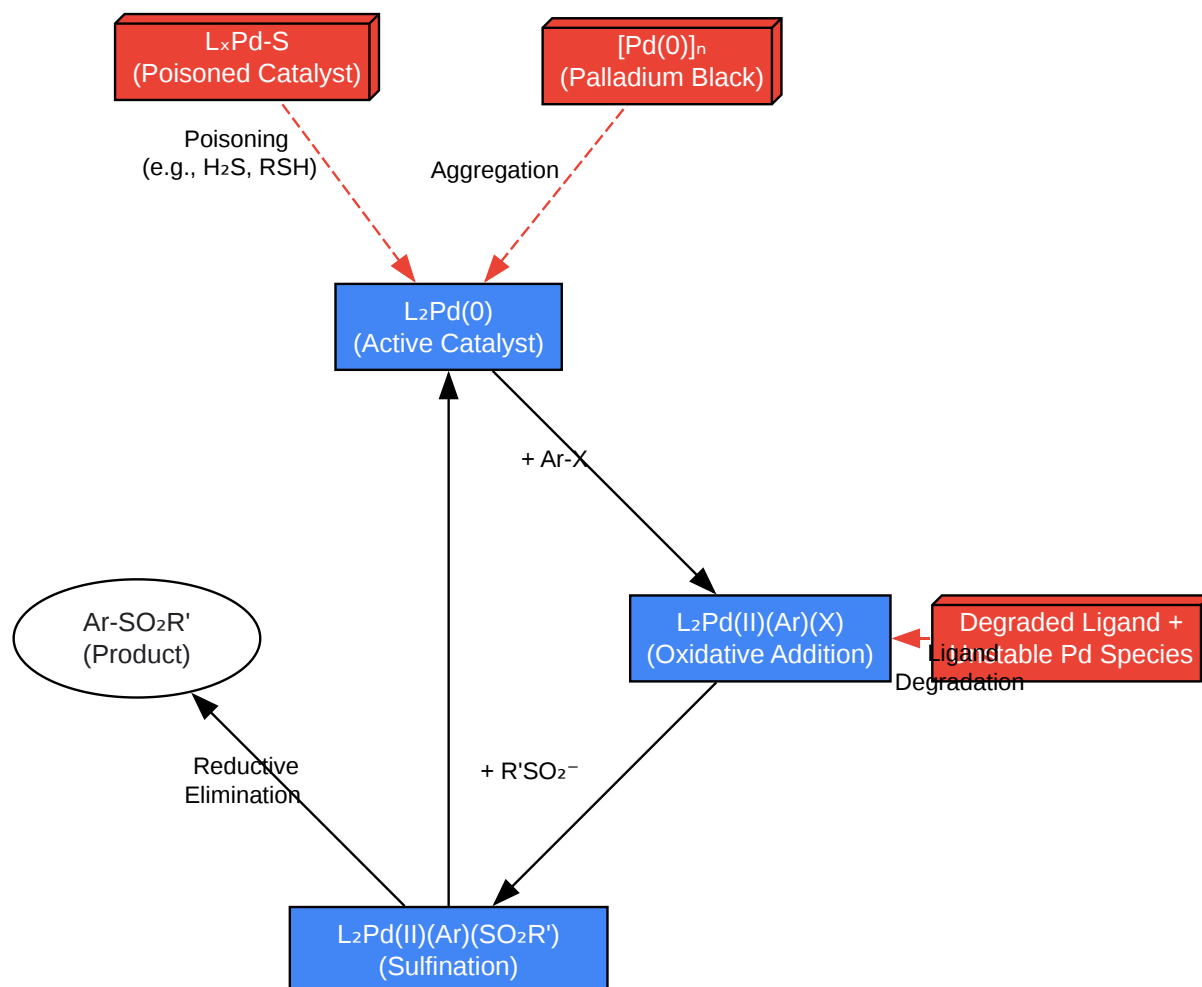 LₓPd-S
(Poisoned Catalyst)
[Pd(0)]ₙ
(Palladium Black)
Poisoning
(e.g., H₂S, RSH)
Aggregation
L₂Pd(0)
(Active Catalyst)
+ Ar-X
Ar-SO₂R'
(Product)
L₂Pd(II)(Ar)(X)
(Oxidative Addition)
Degraded Ligand +
Unstable Pd Species
Ligand
Degradation
Reductive
Elimination
+ R'SO₂⁻
L₂Pd(II)(Ar)(SO₂R')
(Sulfination)